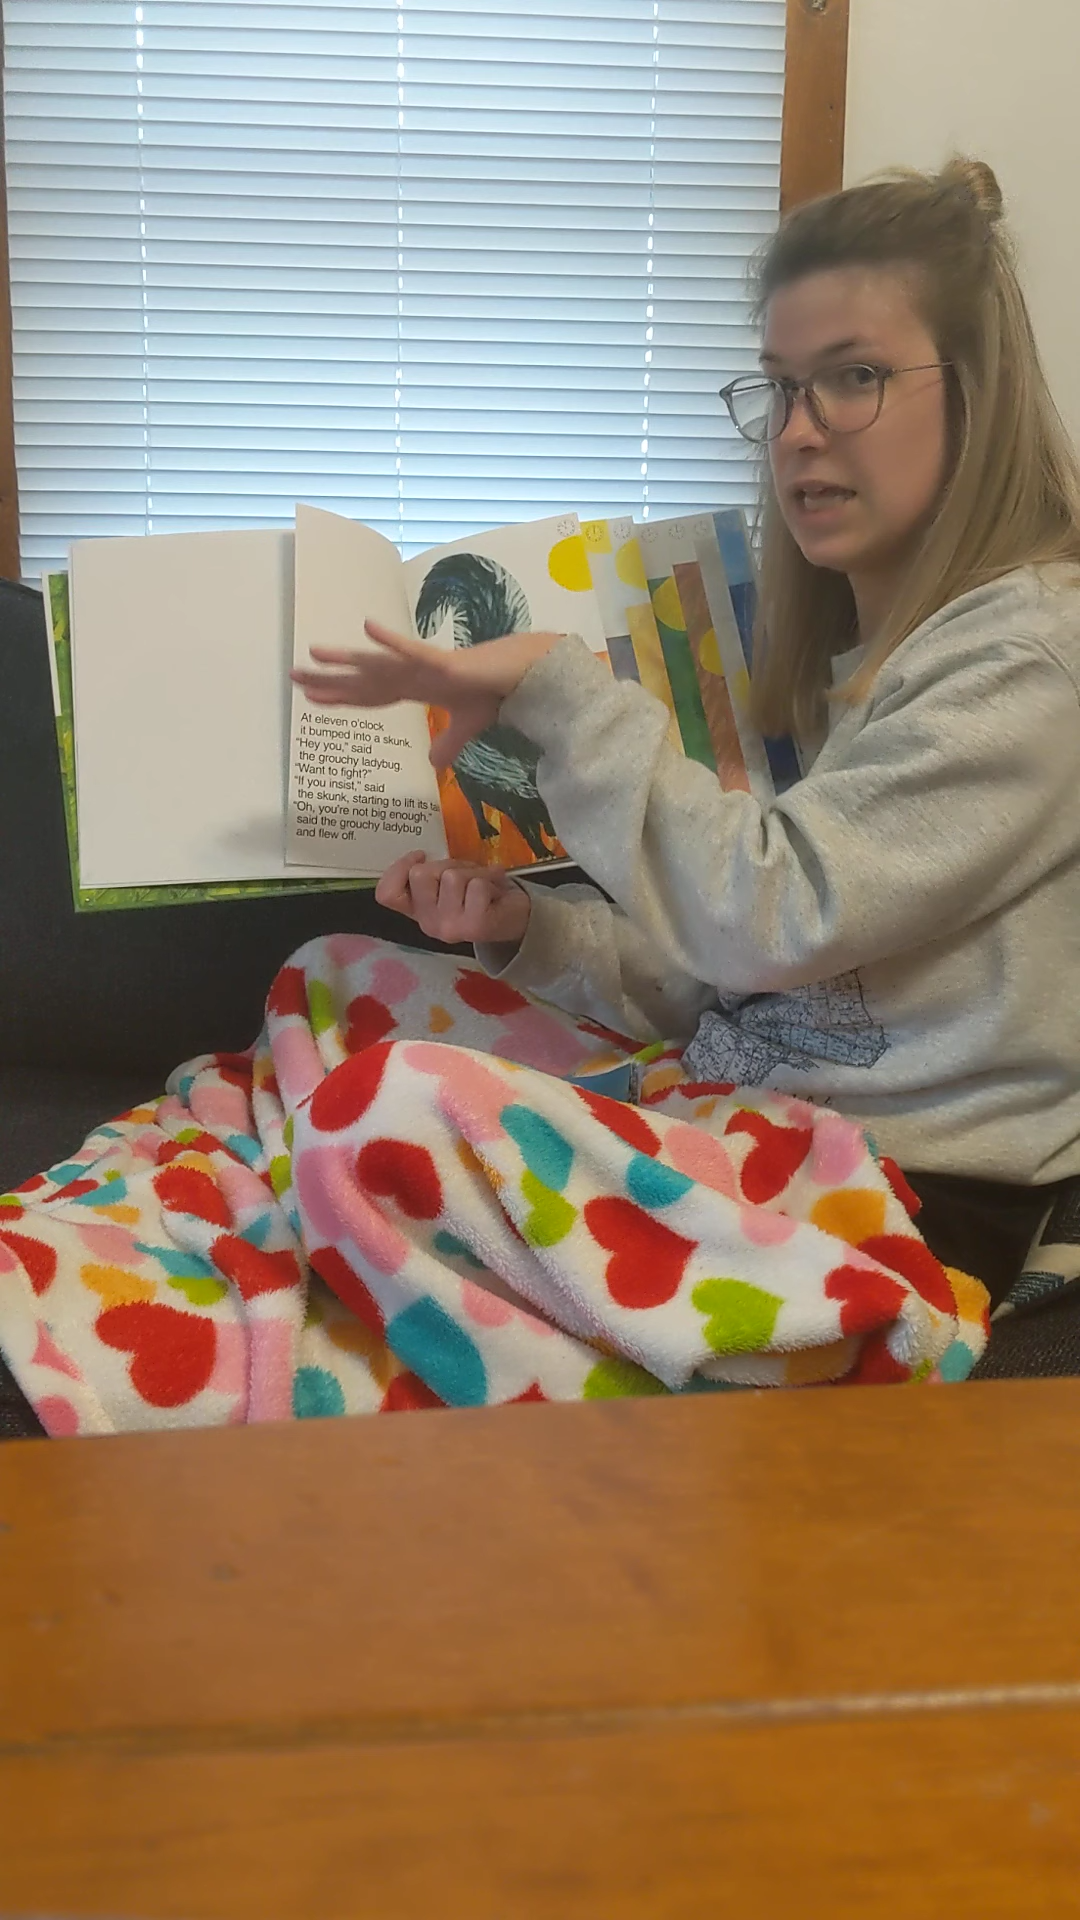 At eleven o'clock
it bumped into a skunk.
"Hey you," said
the grouchy ladybug.
"Want to fight?"
"If you insist," said
the skunk, starting to lift its
"Oh, you're not big enough,"
said the grouchy ladybug
and flew off.